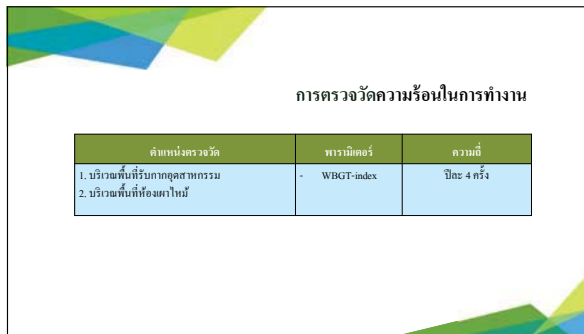 การตรวจวัดความร้อนในการทำงาน
ตำแหน่งตรวจวัด พารามิเตอร์ ความถี่
1. บริเวณพื้นที่รับกากอุตสาหกรรม - WBGT-index ปีละ 4 ครั้ง
2. บริเวณพื้นที่ห้องเผาไหม้